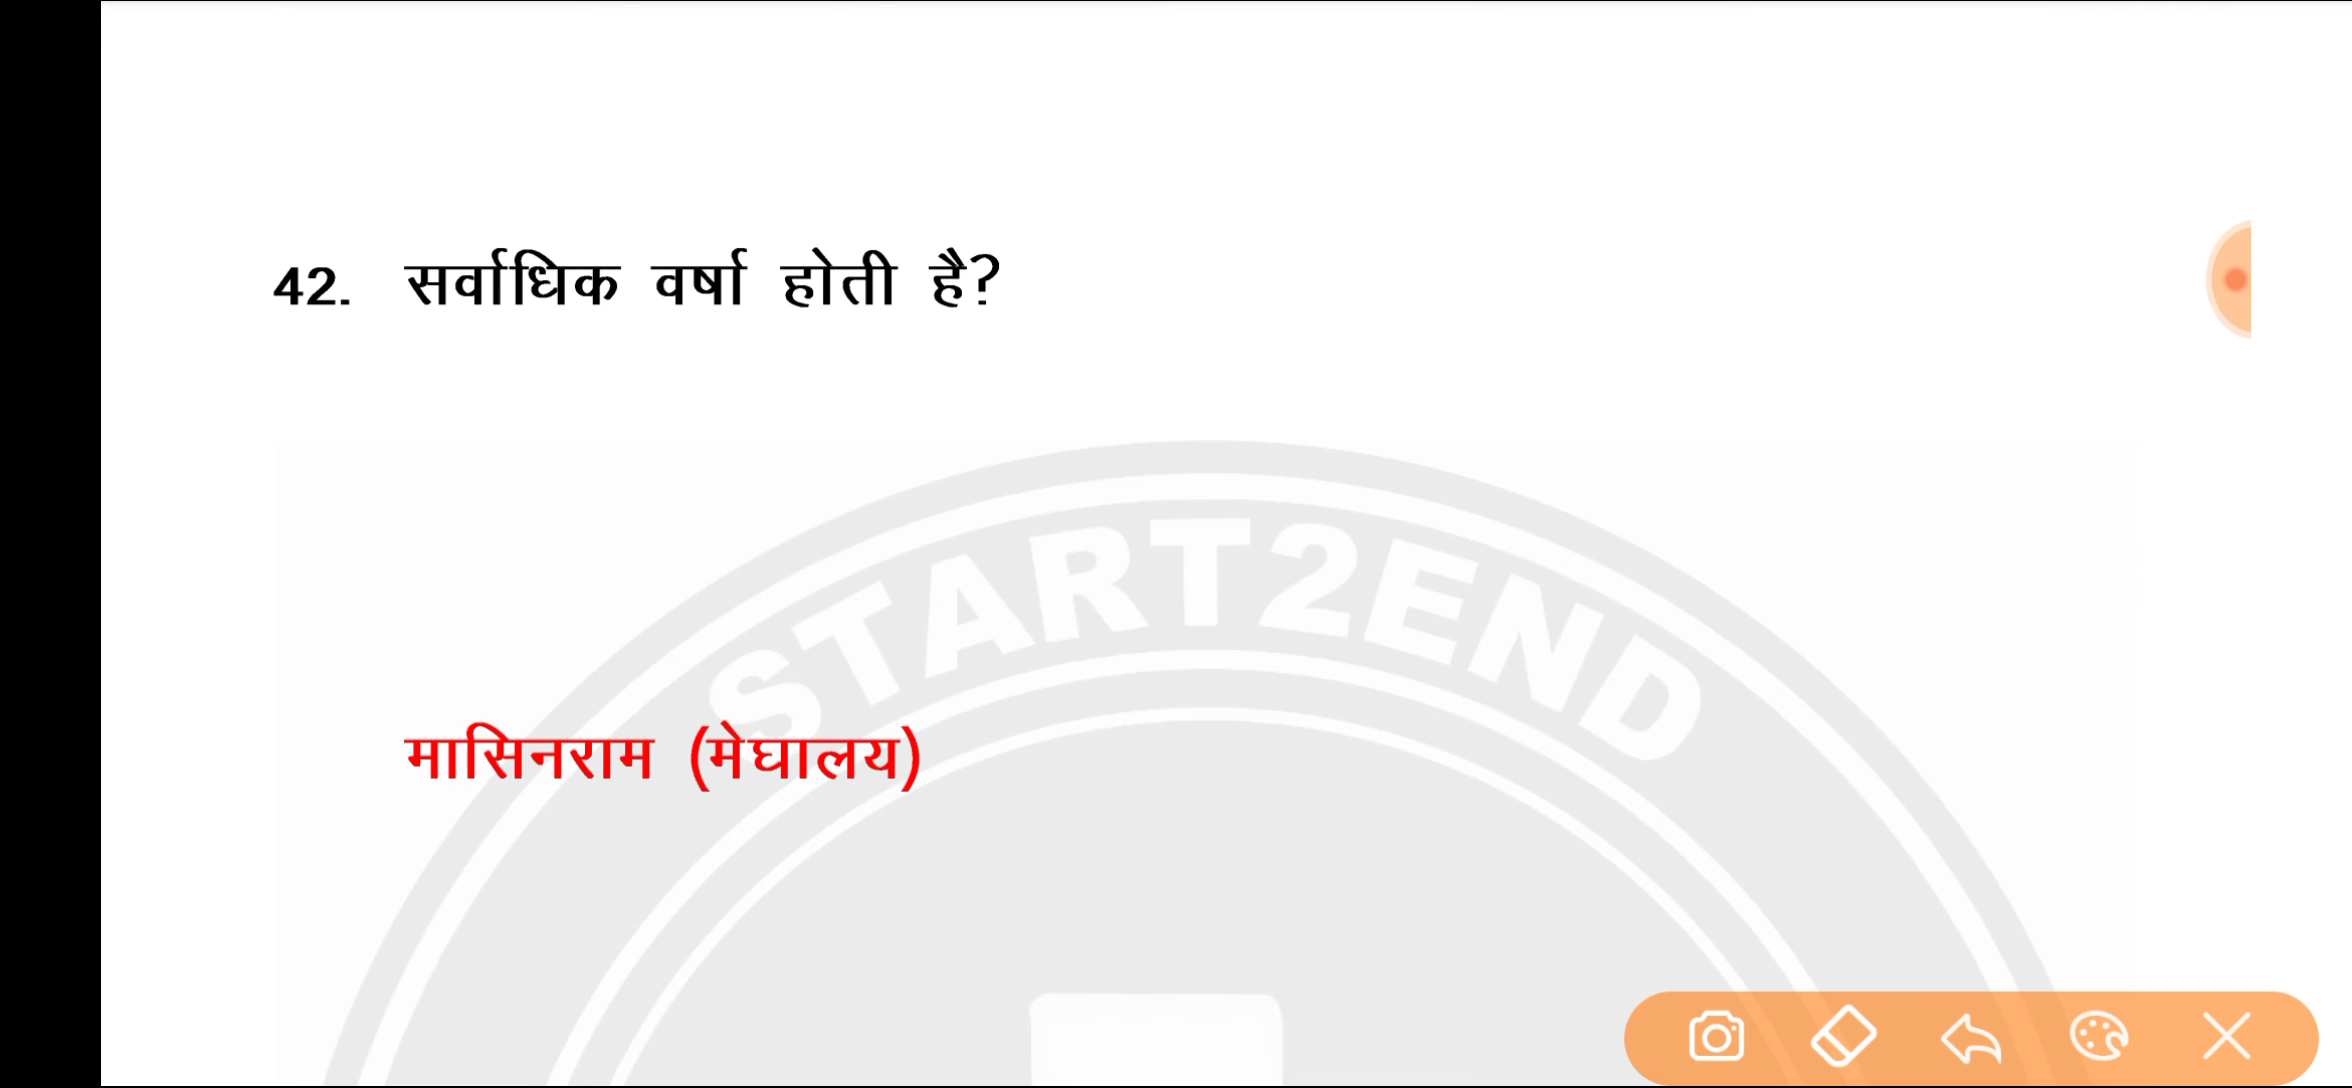 42. सर्वाधिक वर्षा होती है?
START2END
मासिनराम (मेघालय)